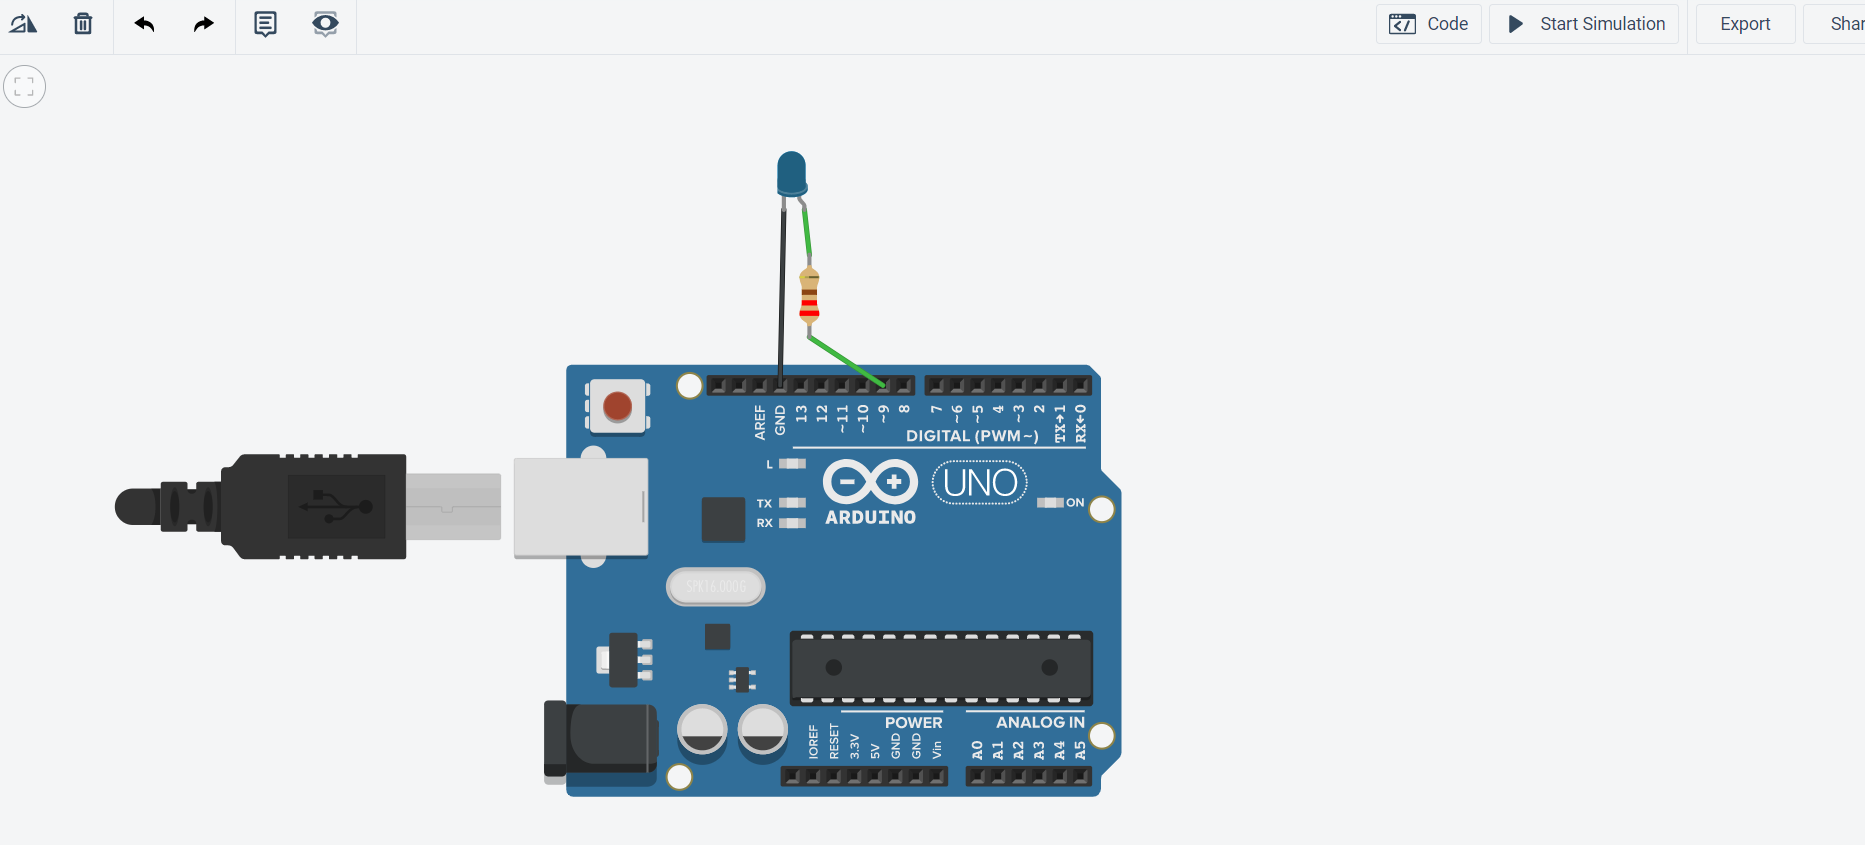 Code
Start Simulation
Export
Shar
AREF
GND
13
12
~11
~10
~9
8
7
~6
~5
4
~3
2
TX→1
RX←0
DIGITAL (PWM~)
L
TX
RX
ARDUINO
UNO
ON
SPK16.000G
IOREF
RESET
3.3V
5V
GND
GND
Vin
POWER
ANALOG IN
A0
A1
A2
A3
A4
A5